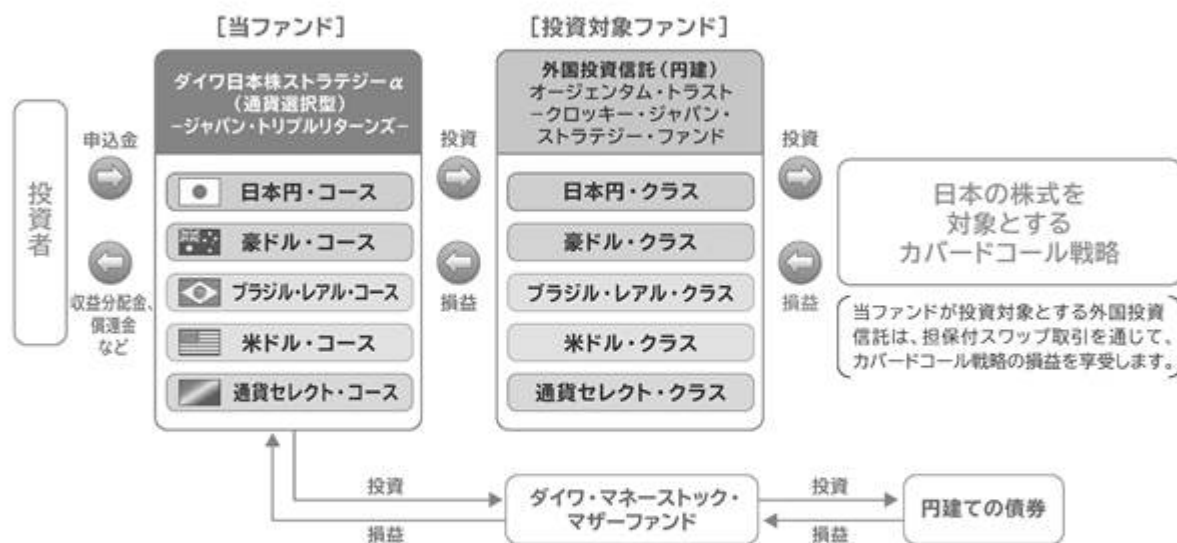 [当ファンド]
ダイワ日本株ストラテジーα
(通貨選択型)
－ジャパン・トリプルリターンズ－
日本円・コース
豪ドル・コース
ブラジル・レアル・コース
米ドル・コース
通貨セレクト・コース
[投資対象ファンド]
外国投資信託(円建)
オージェンタム・トラスト
－クロッキー・ジャパン・
ストラテジー・ファンド
日本円・クラス
豪ドル・クラス
ブラジル・レアル・クラス
米ドル・クラス
通貨セレクト・クラス
投資者
申込金
収益分配金、
償還金
など
投資
損益
投資
損益
日本の株式を
対象とする
カバードコール戦略
当ファンドが投資対象とする外国投資
信託は、担保付スワップ取引を通じて、
カバードコール戦略の損益を享受します。
投資
損益
ダイワ・マネーストック・
マザーファンド
投資
損益
円建ての債券